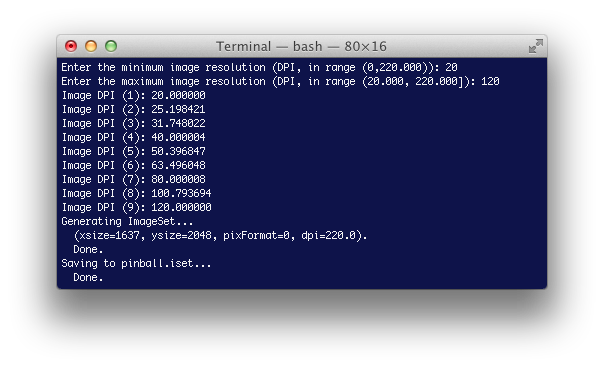 Terminal — bash — 80×16
Enter the minimum image resolution (DPI, in range (0,220.000)): 20
Enter the maximum image resolution (DPI, in range (20.000, 220.000]): 120
Image DPI (1): 20.000000
Image DPI (2): 25.198421
Image DPI (3): 31.748022
Image DPI (4): 40.000004
Image DPI (5): 50.396847
Image DPI (6): 63.496048
Image DPI (7): 80.000008
Image DPI (8): 100.793694
Image DPI (9): 120.000000
Generating ImageSet...
(xsize=1637, ysize=2048, pixFormat=0, dpi=220.0).
Done.
Saving to pinball.iset...
Done.